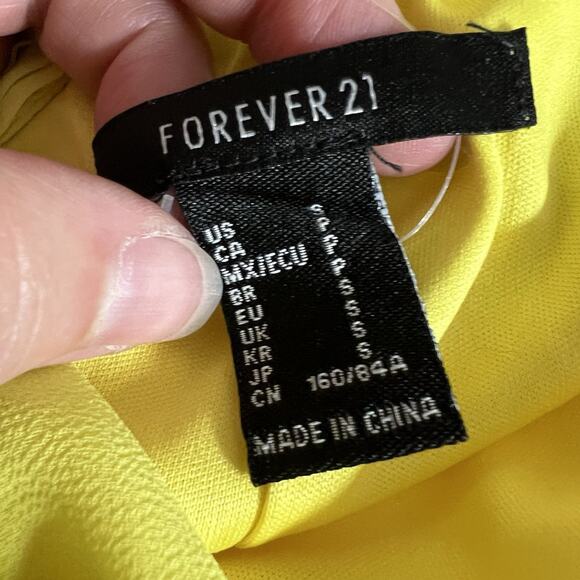 FOREVER 21
US S
CA P
MX/ECU P
BR P
EU S
UK S
KR S
JP S
CN 160/84A
MADE IN CHINA